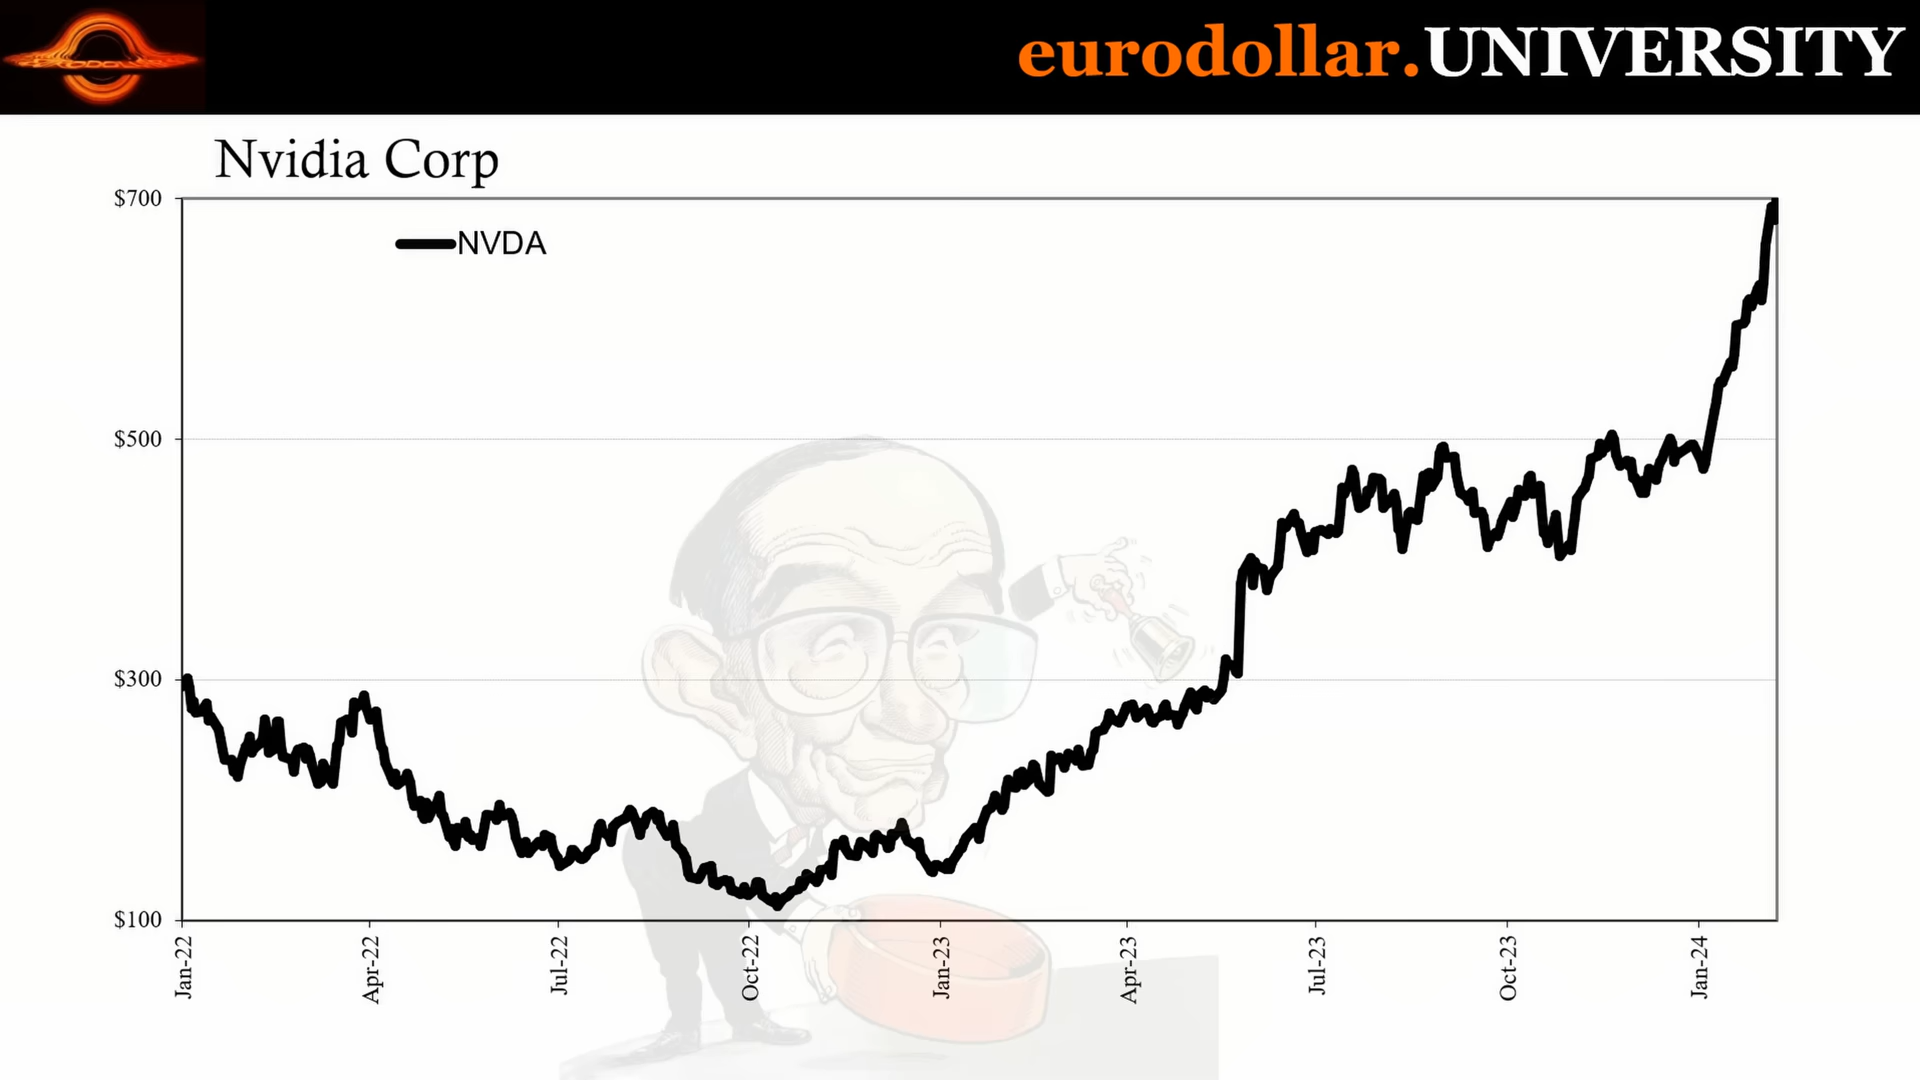 eurodollar.UNIVERSITY
Nvidia Corp
$700
NVDA
$500
$300
$100
Jan-22
Apr-22
Jul-22
Oct-22
Jan-23
Apr-23
Jul-23
Oct-23
Jan-24